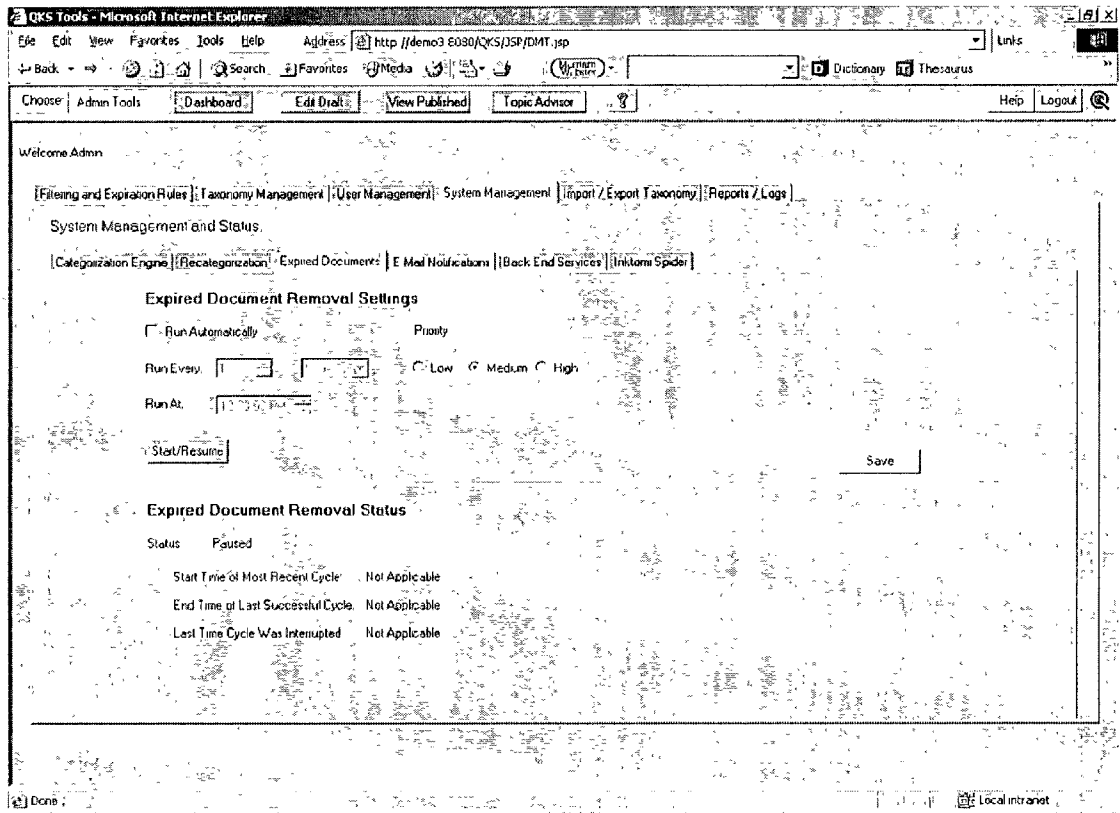 QKS Tools - Microsoft Internet Explorer
File Edit View Favorites Tools Help Address http //demo3 8080/QKS/JSP/DMT.jsp Links
Back Search Favorites Media Dictionary Thesaurus
Choose Admin Tools Dashboard Edit Draft View Published Topic Advisor ? Help Logout
Welcome Admin
Filtering and Expiration Rules Taxonomy Management User Management System Management Import / Export Taxonomy Reports / Logs
System Management and Status
Categorization Engine Recategorization Expired Documents E Mail Notifications Back End Services Inktomi Spider
Expired Document Removal Settings
Run Automatically Priority
Run Every. 1 Low Medium High
Run At.
Start/Resume
Save
Expired Document Removal Status
Status Paused
Start Time of Most Recent Cycle Not Applicable
End Time of Last Successful Cycle. Not Applicable
Last Time Cycle Was Interrupted Not Applicable
Done Local intranet